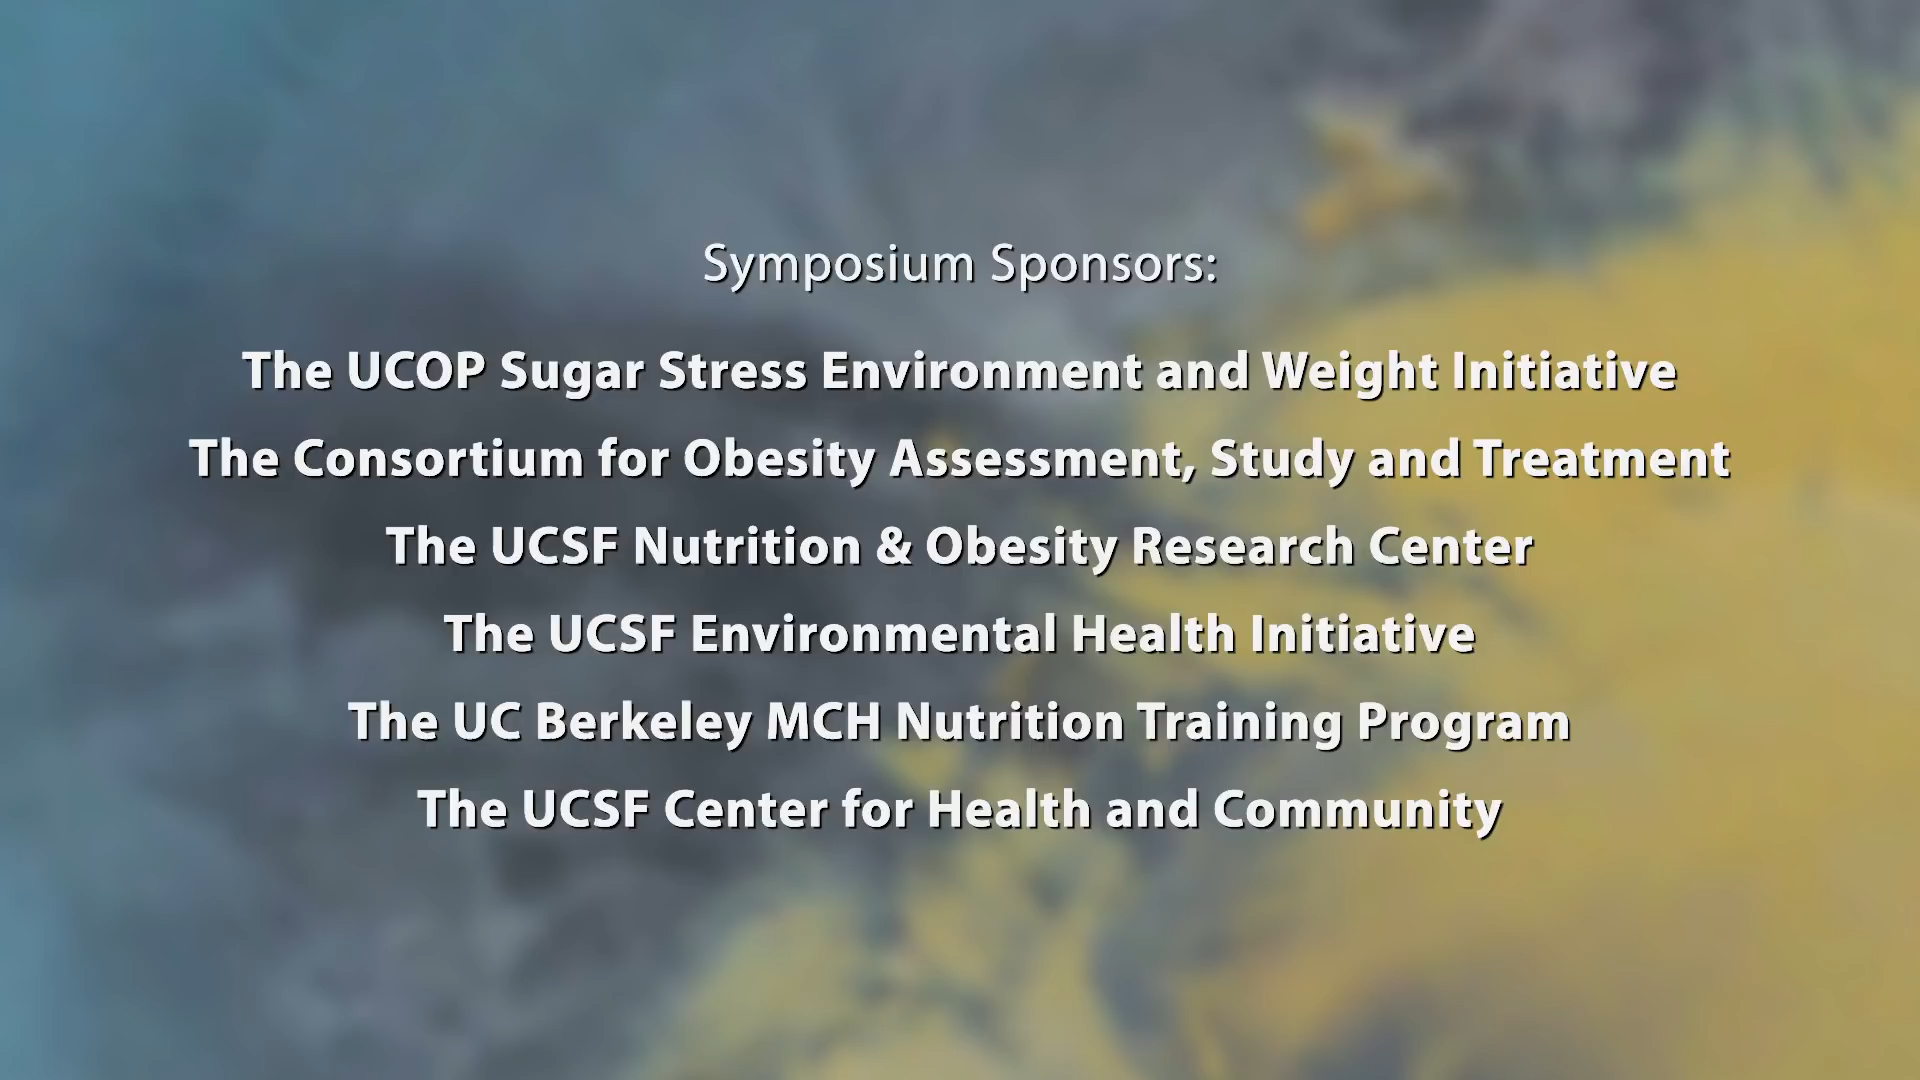 Symposium Sponsors:
The UCOP Sugar Stress Environment and Weight Initiative
The Consortium for Obesity Assessment, Study and Treatment
The UCSF Nutrition & Obesity Research Center
The UCSF Environmental Health Initiative
The UC Berkeley MCH Nutrition Training Program
The UCSF Center for Health and Community